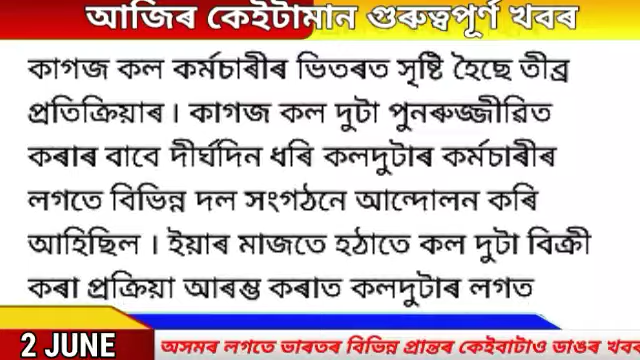 আজিৰ কেইটামান গুৰুত্বপূৰ্ণ খবৰ
কাগজ কল কৰ্মচাৰীৰ ভিতৰত সৃষ্টি হৈছে তীব্ৰ
প্ৰতিক্ৰিয়াৰ । কাগজ কল দুটা পুনৰুজ্জীৱিত
কৰাৰ বাবে দীৰ্ঘদিন ধৰি কলদুটাৰ কৰ্মচাৰীৰ
লগতে বিভিন্ন দল সংগঠনে আন্দোলন কৰি
আহিছিল । ইয়াৰ মাজতে হঠাতে কল দুটা বিক্ৰী
কৰা প্ৰক্ৰিয়া আৰম্ভ কৰাত কলদুটাৰ লগত
2 JUNE
অসমৰ লগতে ভাৰতৰ বিভিন্ন প্ৰান্তৰ কেইবাটাও ডাঙৰ খবৰ